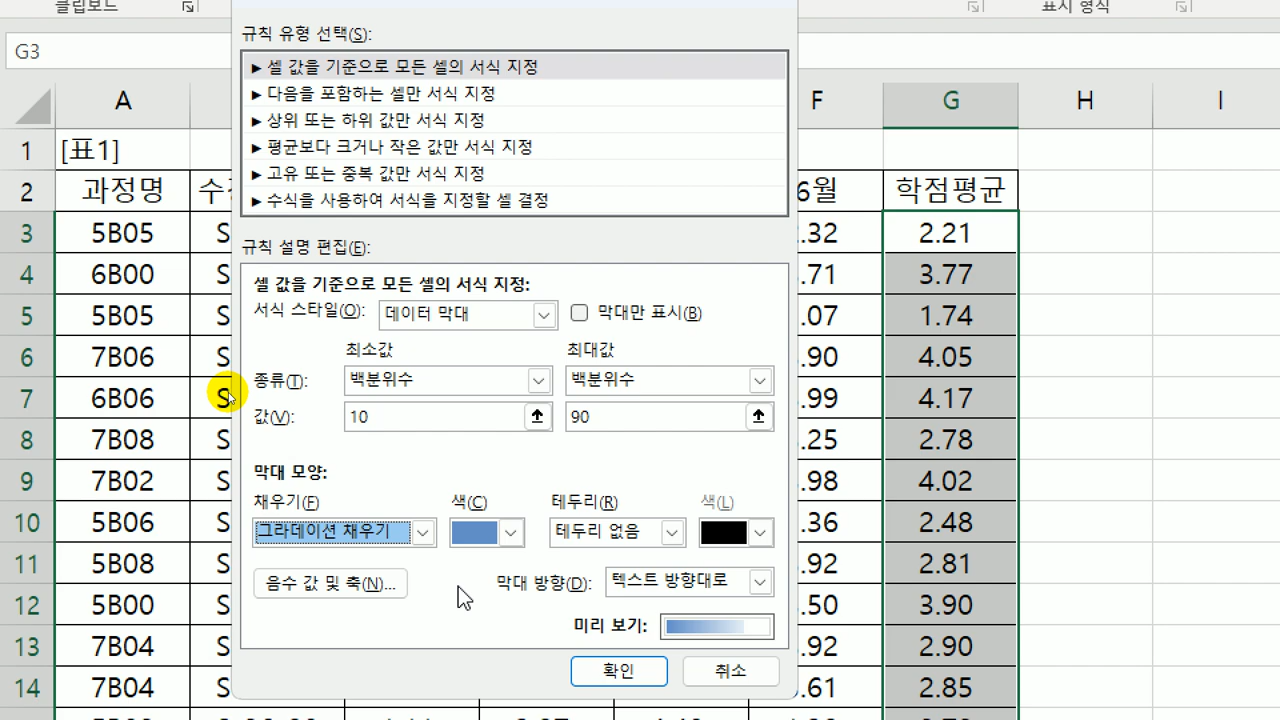 클립보드 표시 형식
G3
규칙 유형 선택(S):
► 셀 값을 기준으로 모든 셀의 서식 지정
► 다음을 포함하는 셀만 서식 지정
► 상위 또는 하위 값만 서식 지정
► 평균보다 크거나 작은 값만 서식 지정
► 고유 또는 중복 값만 서식 지정
► 수식을 사용하여 서식을 지정할 셀 결정
규칙 설명 편집(E):
셀 값을 기준으로 모든 셀의 서식 지정:
서식 스타일(O): 데이터 막대 막대만 표시(B)
최소값 최대값
종류(T): 백분위수 백분위수
값(V): 10 90
막대 모양:
채우기(F) 색(C) 테두리(R) 색(L)
그라데이션 채우기 테두리 없음
음수 값 및 축(N)... 막대 방향(D): 텍스트 방향대로
미리 보기:
확인 취소
A F G H I
1 [표1]
2 과정명 6월 학점평균
3 5B05 S .32 2.21
4 6B00 S .71 3.77
5 5B05 S .07 1.74
6 7B06 S .90 4.05
7 6B06 S .99 4.17
8 7B08 S .25 2.78
9 7B02 S .98 4.02
10 5B06 S .36 2.48
11 5B08 S .92 2.81
12 5B00 S .50 3.90
13 7B04 S .92 2.90
14 7B04 S .61 2.85